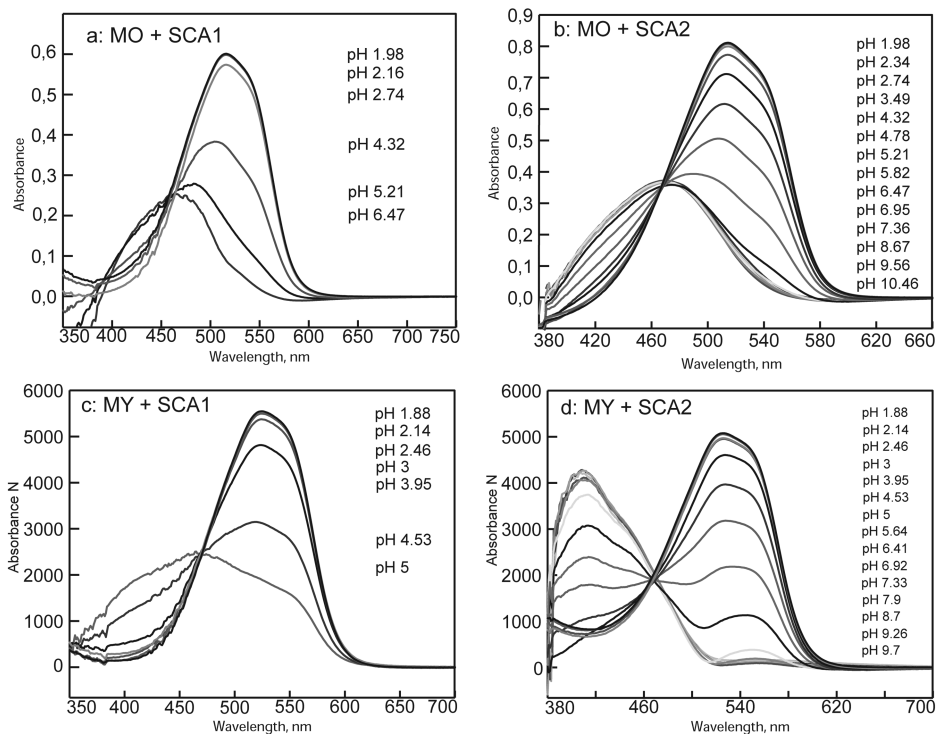 a: MO + SCA1
pH 1.98
pH 2.16
pH 2.74
pH 4.32
pH 5.21
pH 6.47
0,6
0,5
0,4
0,3
0,2
0,1
0,0
Absorbance
350 400 450 500 550 600 650 700 750
Wavelength, nm
b: MO + SCA2
pH 1.98
pH 2.34
pH 2.74
pH 3.49
pH 4.32
pH 4.78
pH 5.21
pH 5.82
pH 6.47
pH 6.95
pH 7.36
pH 8.67
pH 9.56
pH 10.46
0,9
0,8
0,7
0,6
0,5
0,4
0,3
0,2
0,1
0,0
Absorbance
380 420 460 510 540 580 620 660
Wavelength, nm
c: MY + SCA1
pH 1.88
pH 2.14
pH 2.46
pH 3
pH 3.95
pH 4.53
pH 5
6000
5000
4000
3000
2000
1000
0
Absorbance N
350 400 450 500 550 600 650 700
Wavelength, nm
d: MY + SCA2
pH 1.88
pH 2.14
pH 2.46
pH 3
pH 3.95
pH 4.53
pH 5
pH 5.64
pH 6.41
pH 6.92
pH 7.33
pH 7.9
pH 8.7
pH 9.26
pH 9.7
6000
5000
4000
3000
2000
1000
0
Absorbance N
380 460 540 620 700
Wavelength, nm